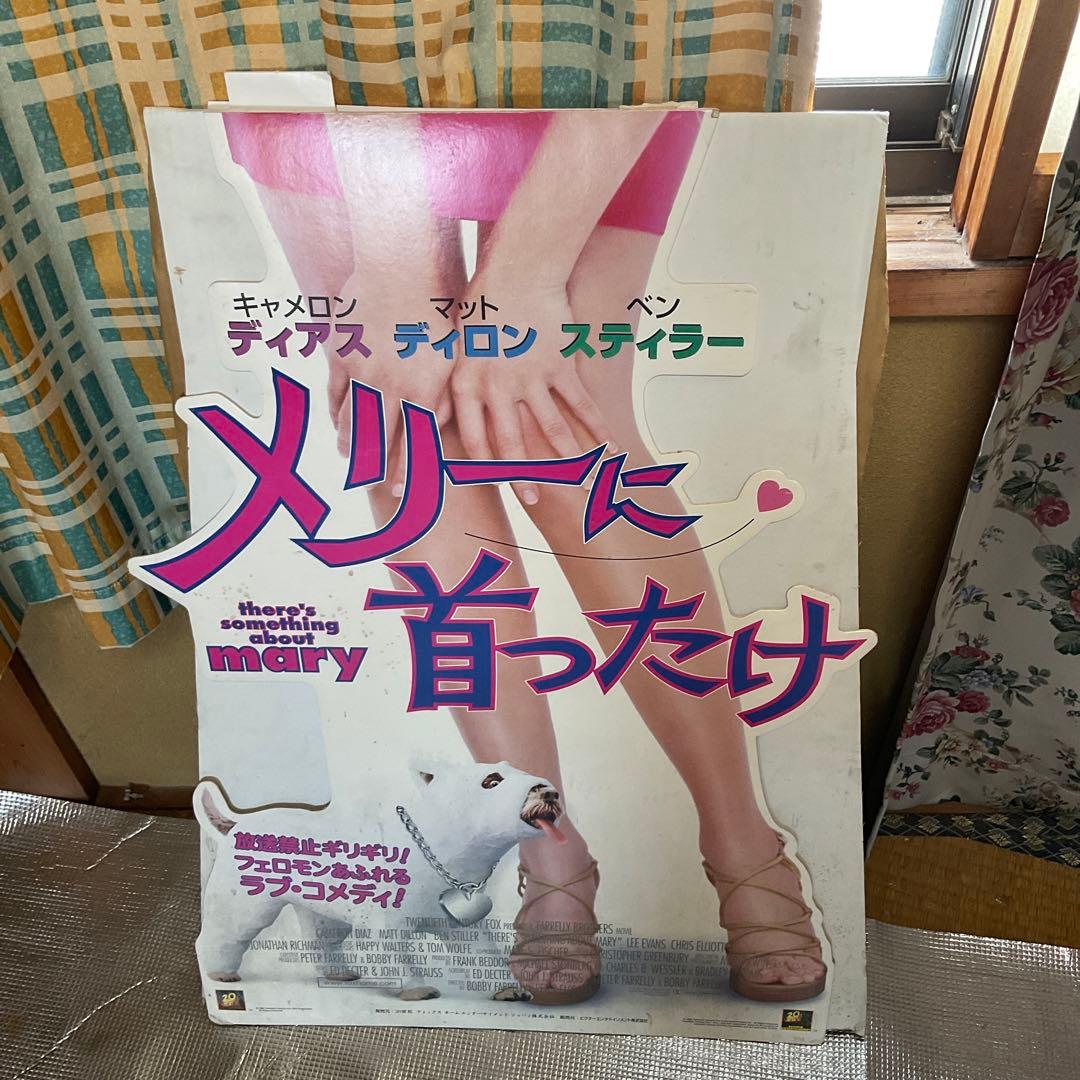 キャメロン マット ベン
ディアス ディロン スティラー
メリーに
首ったけ
there's
something
about
mary
放送禁止ギリギリ!
フェロモンあふれる
ラブ・コメディ!
TWENTIETH CENTURY FOX FARRELLY BROTHERS MOVIE
CAMERON DIAZ MATT DILLON BEN STILLER "THERE'S MARY" LEE EVANS CHRIS ELLIOTT
JONATHAN RICHMAN HAPPY WALTERS & TOM WOLFE CHRISTOPHER GREENBURY
PETER FARRELLY & BOBBY FARRELLY FRANK BEDDOR CHARLES B. WESSLER & BRADLEY
ED DECTER & JOHN J. STRAUSS ED DECTER
BOBBY FARRELLY